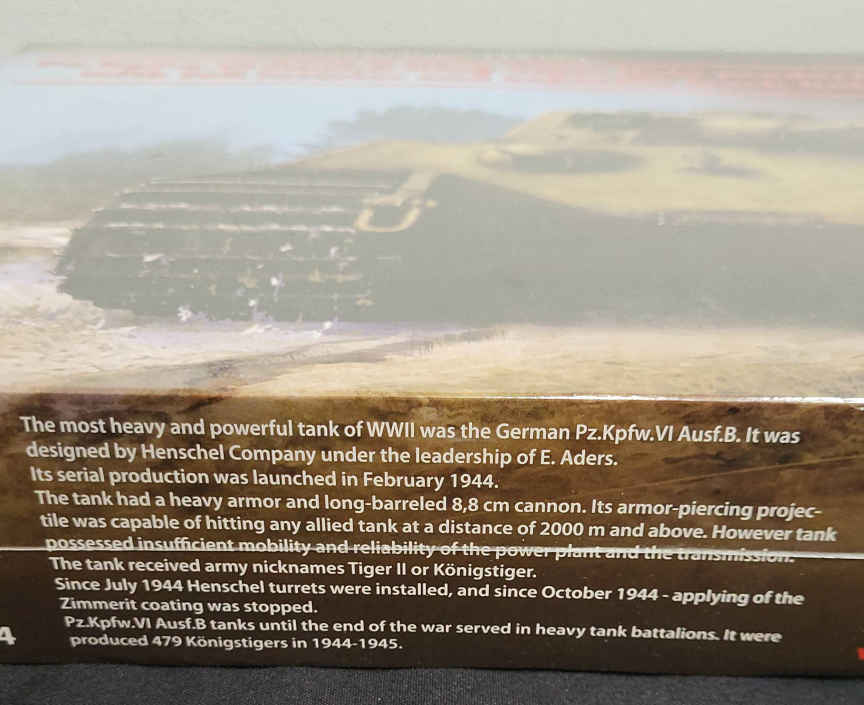 The most heavy and powerful tank of WWII was the German Pz.Kpfw.VI Ausf.B. It was
designed by Henschel Company under the leadership of E. Aders.
Its serial production was launched in February 1944.
The tank had a heavy armor and long-barreled 8,8 cm cannon. Its armor-piercing projec-
tile was capable of hitting any allied tank at a distance of 2000 m and above. However tank
possessed insufficient mobility and reliability of the power plant and the transmission.
The tank received army nicknames Tiger II or Königstiger.
Since July 1944 Henschel turrets were installed, and since October 1944 - applying of the
Zimmerit coating was stopped.
Pz.Kpfw.VI Ausf.B tanks until the end of the war served in heavy tank battalions. It were
4
produced 479 Königstigers in 1944-1945.